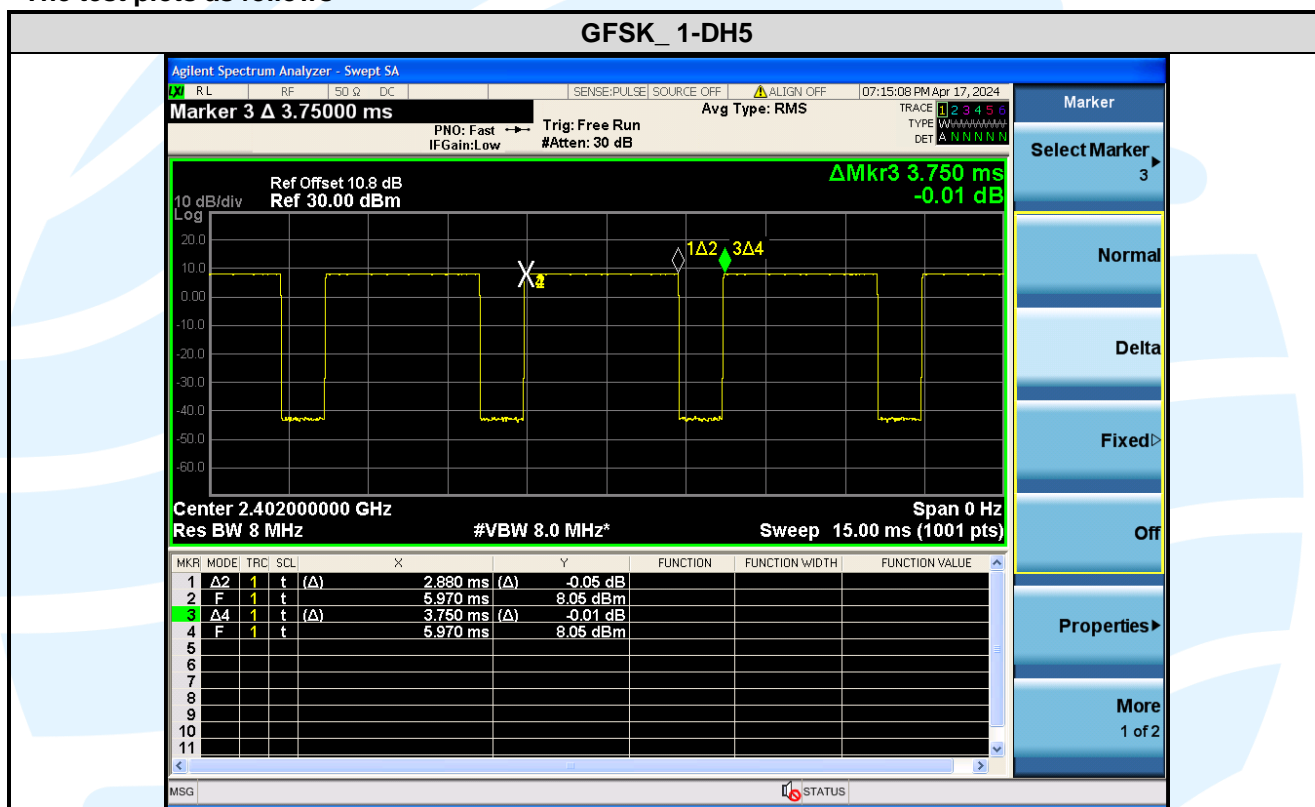 The test plots as follows
GFSK_ 1-DH5
Agilent Spectrum Analyzer - Swept SA
LXI RL RF 50 Ω DC SENSE:PULSE SOURCE OFF ALIGN OFF 07:15:08 PM Apr 17, 2024
Marker 3 Δ 3.75000 ms
PNO: Fast
IFGain:Low
Trig: Free Run
#Atten: 30 dB
Avg Type: RMS
TRACE 1 2 3 4 5 6
TYPE WWWWWW
DET A N N N N N
Ref Offset 10.8 dB
10 dB/div Ref 30.00 dBm
Log
ΔMkr3 3.750 ms
-0.01 dB
20.0
10.0
0.00
-10.0
-20.0
-30.0
-40.0
-50.0
-60.0
1Δ2 3Δ4
Center 2.402000000 GHz Span 0 Hz
Res BW 8 MHz #VBW 8.0 MHz* Sweep 15.00 ms (1001 pts)
MKR MODE TRC SCL X Y FUNCTION FUNCTION WIDTH FUNCTION VALUE
1 Δ2 1 t (Δ) 2.880 ms (Δ) -0.05 dB
2 F 1 t 5.970 ms 8.05 dBm
3 Δ4 1 t (Δ) 3.750 ms (Δ) -0.01 dB
4 F 1 t 5.970 ms 8.05 dBm
5
6
7
8
9
10
11
MSG STATUS
Marker
Select Marker
3
Normal
Delta
Fixed
Off
Properties
More
1 of 2